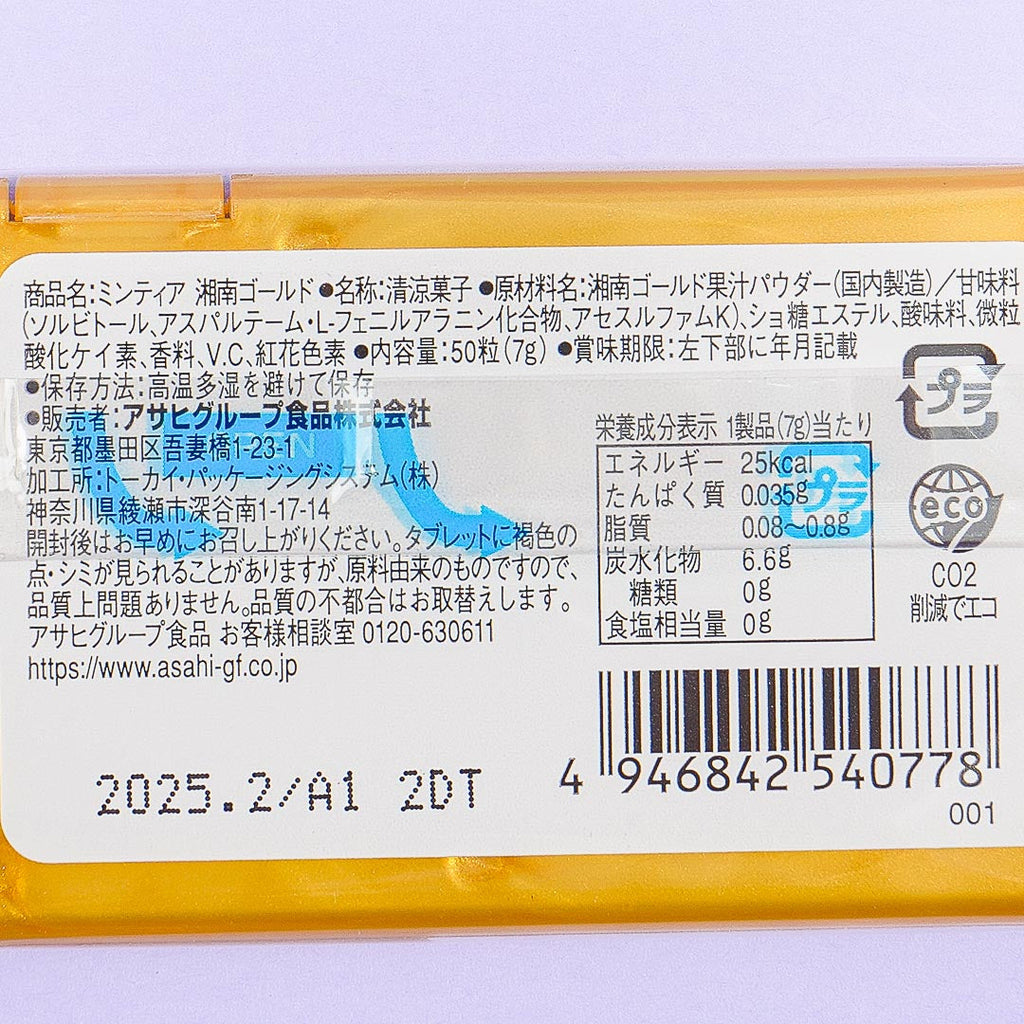 商品名:ミンティア 湘南ゴールド●名称:清涼菓子 ●原材料名:湘南ゴールド果汁パウダー(国内製造)/甘味料
(ソルビトール、アスパルテーム・L-フェニルアラニン化合物、アセスルファムK)、ショ糖エステル、酸味料、微粒
酸化ケイ素、香料、V.C、紅花色素 ●内容量:50粒(7g) ●賞味期限:左下部に年月記載
●保存方法:高温多湿を避けて保存
●販売者:アサヒグループ食品株式会社
東京都墨田区吾妻橋1-23-1
加工所:トーカイ・パッケージングシステム(株)
神奈川県綾瀬市深谷南1-17-14
開封後はお早めにお召し上がりください。タブレットに褐色の
点・シミが見られることがありますが、原料由来のものですので、
品質上問題ありません。品質の不都合はお取替えします。
アサヒグループ食品 お客様相談室 0120-630611
https://www.asahi-gf.co.jp
栄養成分表示 1製品(7g)当たり
エネルギー 25kcal
たんぱく質 0.035g
脂質 0.08〜0.8g
炭水化物 6.6g
糖類 0g
食塩相当量 0g
プラ
プラ
eco
CO2
削減でエコ
2025.2/A1 2DT
4 946842 540778
001